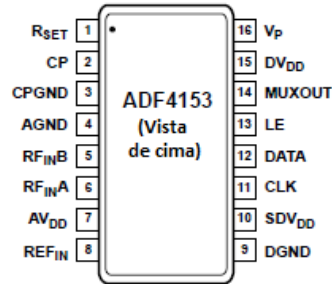 RSET 1 16 VP
CP 2 15 DVDD
CPGND 3 14 MUXOUT
AGND 4 13 LE
RFINB 5 12 DATA
RFINA 6 11 CLK
AVDD 7 10 SDVDD
REFIN 8 9 DGND
ADF4153
(Vista
de cima)